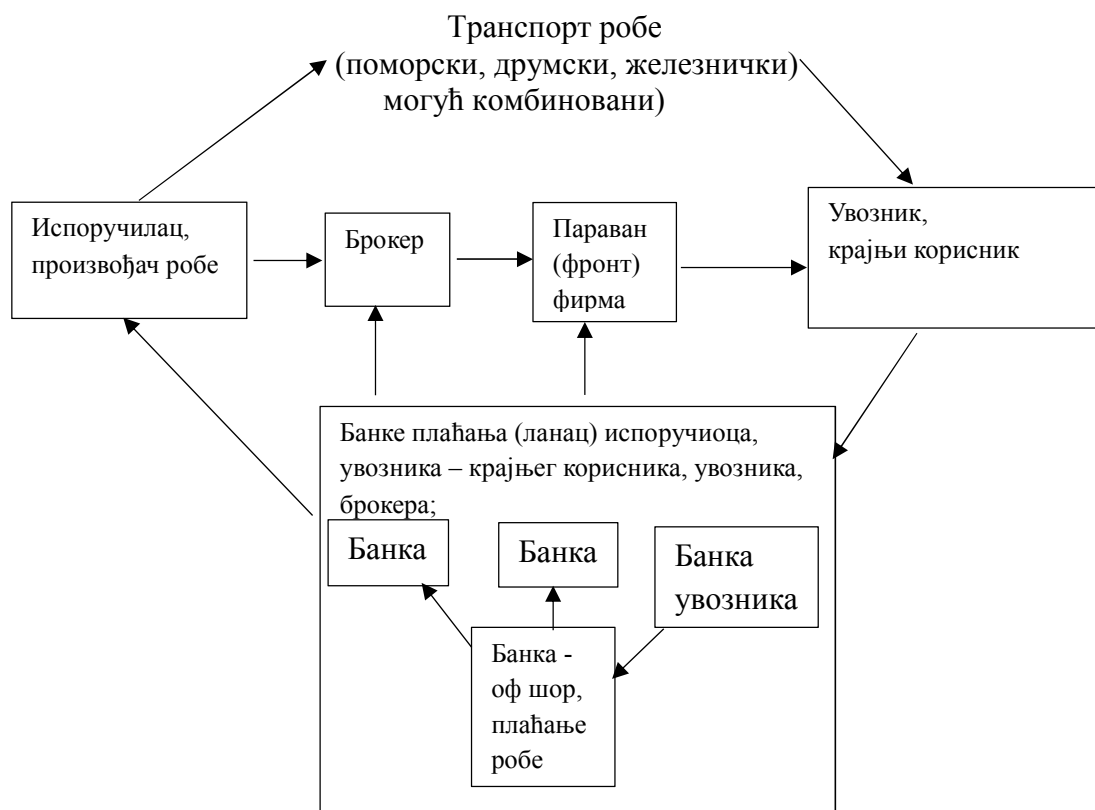 Транспорт робе
(поморски, друмски, железнички)
могућ комбиновани)
Испоручилац,
произвођач робе
Брокер
Параван
(фронт)
фирма
Увозник,
крајњи корисник
Банке плаћања (ланац) испоручиоца,
увозника – крајњег корисника, увозника,
брокера;
Банка
Банка
Банка
увозника
Банка -
оф шор,
плаћање
робе